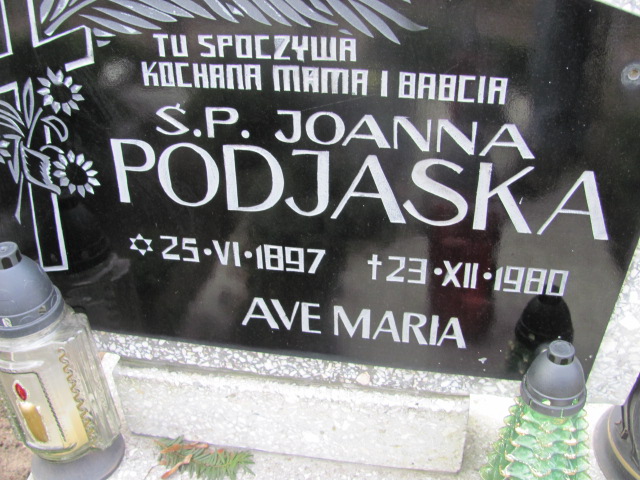 TU SPOCZYWA
KOCHANA MAMA I BABCIA
Ś.P. JOANNA
PODJASKA
✡ 25·VI·1897 †23·XII·1980
AVE MARIA